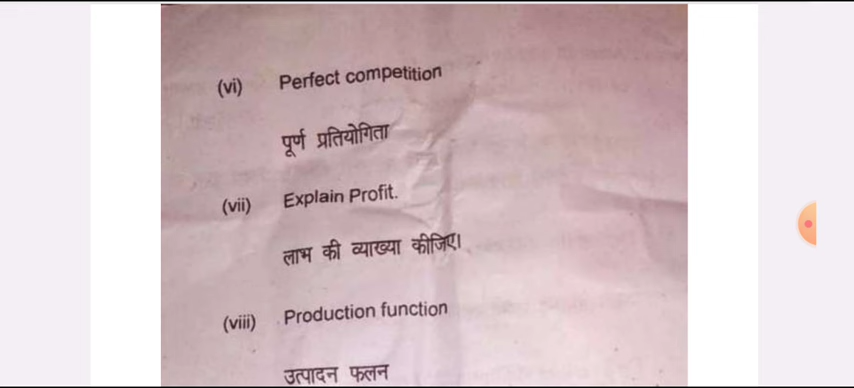 (vi) Perfect competition
पूर्ण प्रतियोगिता
(vii) Explain Profit.
लाभ की व्याख्या कीजिए।
(viii) Production function
उत्पादन फलन